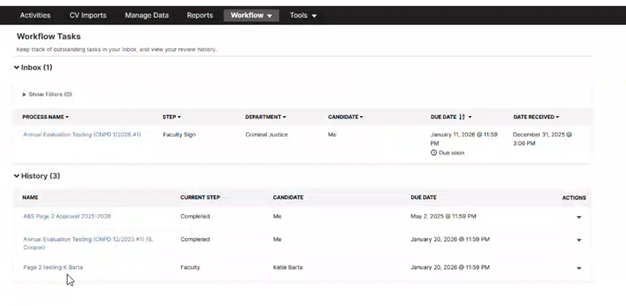 Activities CV Imports Manage Data Reports Workflow Tools
Workflow Tasks
Keep track of outstanding tasks in your inbox, and view your review history.
Inbox (1)
Show Filters (0)
PROCESS NAME STEP DEPARTMENT CANDIDATE DUE DATE DATE RECEIVED
Annual Evaluation Testing (CNPD 1/2026 #1) Faculty Sign Criminal Justice Me January 11, 2026 @ 11:59 December 31, 2025 @
PM 3:06 PM
Due soon
History (3)
NAME CURRENT STEP CANDIDATE DUE DATE ACTIONS
A&S Page 2 Approval 2025-2026 Completed Me May 2, 2025 @ 11:59 PM
Annual Evaluation Testing (CNPD 12/2025 #1) (S. Completed Me January 20, 2026 @ 11:59 PM
Cooper)
Page 2 testing K Barta Faculty Katie Barta January 20, 2026 @ 11:59 PM